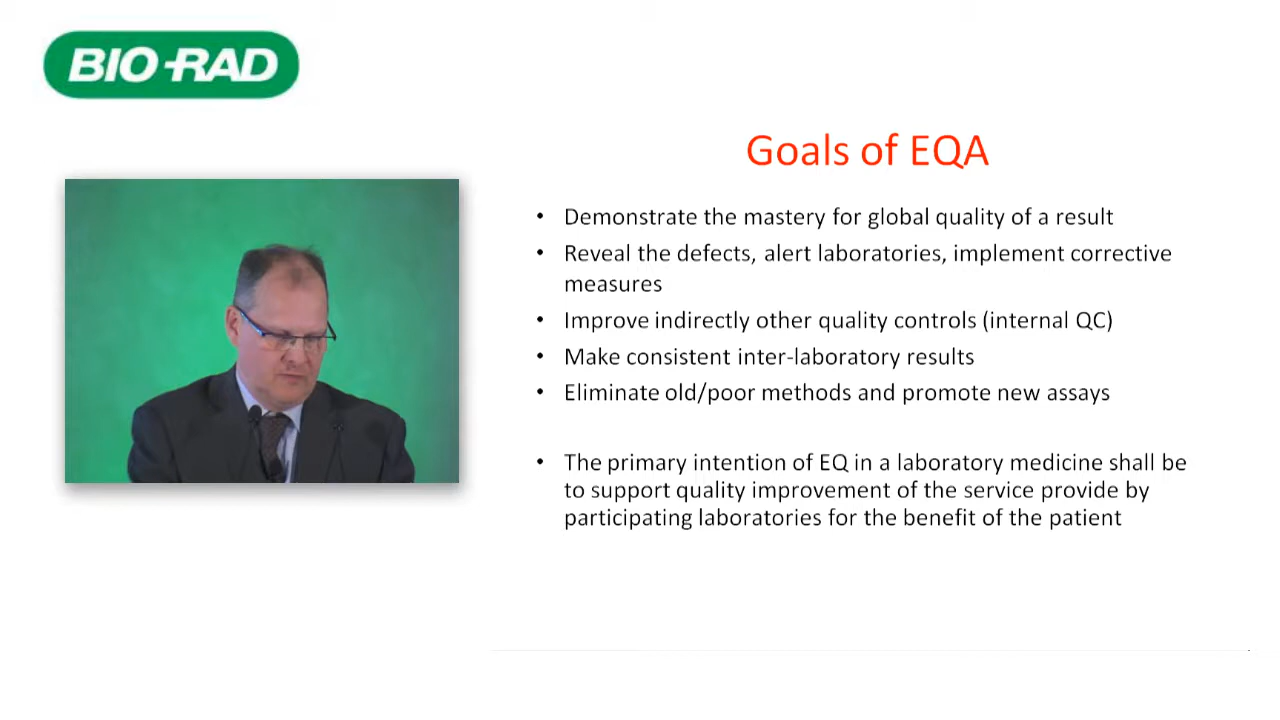 BIO-RAD
Goals of EQA
• Demonstrate the mastery for global quality of a result
• Reveal the defects, alert laboratories, implement corrective
measures
• Improve indirectly other quality controls (internal QC)
• Make consistent inter-laboratory results
• Eliminate old/poor methods and promote new assays
• The primary intention of EQ in a laboratory medicine shall be
to support quality improvement of the service provide by
participating laboratories for the benefit of the patient